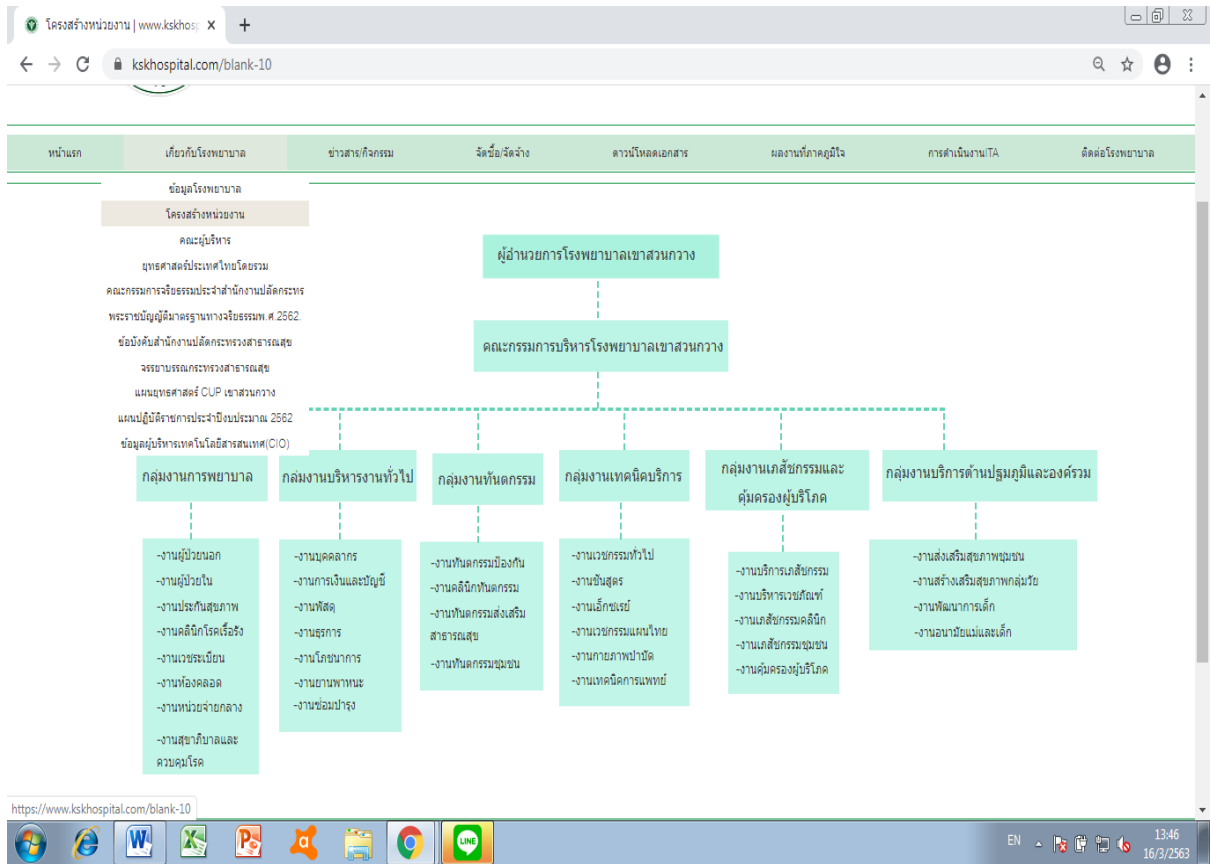 โครงสร้างหน่วยงาน | www.kskhosp
kskhospital.com/blank-10
หน้าแรก เกี่ยวกับโรงพยาบาล ข่าวสาร/กิจกรรม จัดซื้อ/จัดจ้าง ดาวน์โหลดเอกสาร ผลงานที่ภาคภูมิใจ การดำเนินงานITA ติดต่อโรงพยาบาล
ข้อมูลโรงพยาบาล
โครงสร้างหน่วยงาน
คณะผู้บริหาร
ยุทธศาสตร์ประเทศไทยโดยรวม
คณะกรรมการจริยธรรมประจำสำนักงานปลัดกระทร
พระราชบัญญัติมาตรฐานทางจริยธรรมพ.ศ.2562.
ข้อบังคับสำนักงานปลัดกระทรวงสาธารณสุข
จรรยาบรรณกระทรวงสาธารณสุข
แผนยุทธศาสตร์ CUP เขาสวนกวาง
แผนปฏิบัติราชการประจำปีงบประมาณ 2562
ข้อมูลผู้บริหารเทคโนโลยีสารสนเทศ(CIO)
ผู้อำนวยการโรงพยาบาลเขาสวนกวาง
คณะกรรมการบริหารโรงพยาบาลเขาสวนกวาง
กลุ่มงานการพยาบาล
-งานผู้ป่วยนอก
-งานผู้ป่วยใน
-งานประกันสุขภาพ
-งานคลินิกโรคเรื้อรัง
-งานเวชระเบียน
-งานห้องคลอด
-งานหน่วยจ่ายกลาง
-งานสุขาภิบาลและ
ควบคุมโรค
กลุ่มงานบริหารงานทั่วไป
-งานบุคคลากร
-งานการเงินและบัญชี
-งานพัสดุ
-งานธุรการ
-งานโภชนาการ
-งานยานพาหนะ
-งานซ่อมบำรุง
กลุ่มงานทันตกรรม
-งานทันตกรรมป้องกัน
-งานคลินิกทันตกรรม
-งานทันตกรรมส่งเสริม
สาธารณสุข
-งานทันตกรรมชุมชน
กลุ่มงานเทคนิคบริการ
-งานเวชกรรมทั่วไป
-งานชันสูตร
-งานเอ็กซเรย์
-งานเวชกรรมแผนไทย
-งานกายภาพบำบัด
-งานเทคนิคการแพทย์
กลุ่มงานเภสัชกรรมและ
คุ้มครองผู้บริโภค
-งานบริการเภสัชกรรม
-งานบริหารเวชภัณฑ์
-งานเภสัชกรรมคลินิก
-งานเภสัชกรรมชุมชน
-งานคุ้มครองผู้บริโภค
กลุ่มงานบริการด้านปฐมภูมิและองค์รวม
-งานส่งเสริมสุขภาพชุมชน
-งานสร้างเสริมสุขภาพกลุ่มวัย
-งานพัฒนาการเด็ก
-งานอนามัยแม่และเด็ก
https://www.kskhospital.com/blank-10
LINE
EN
13:46
16/3/2563